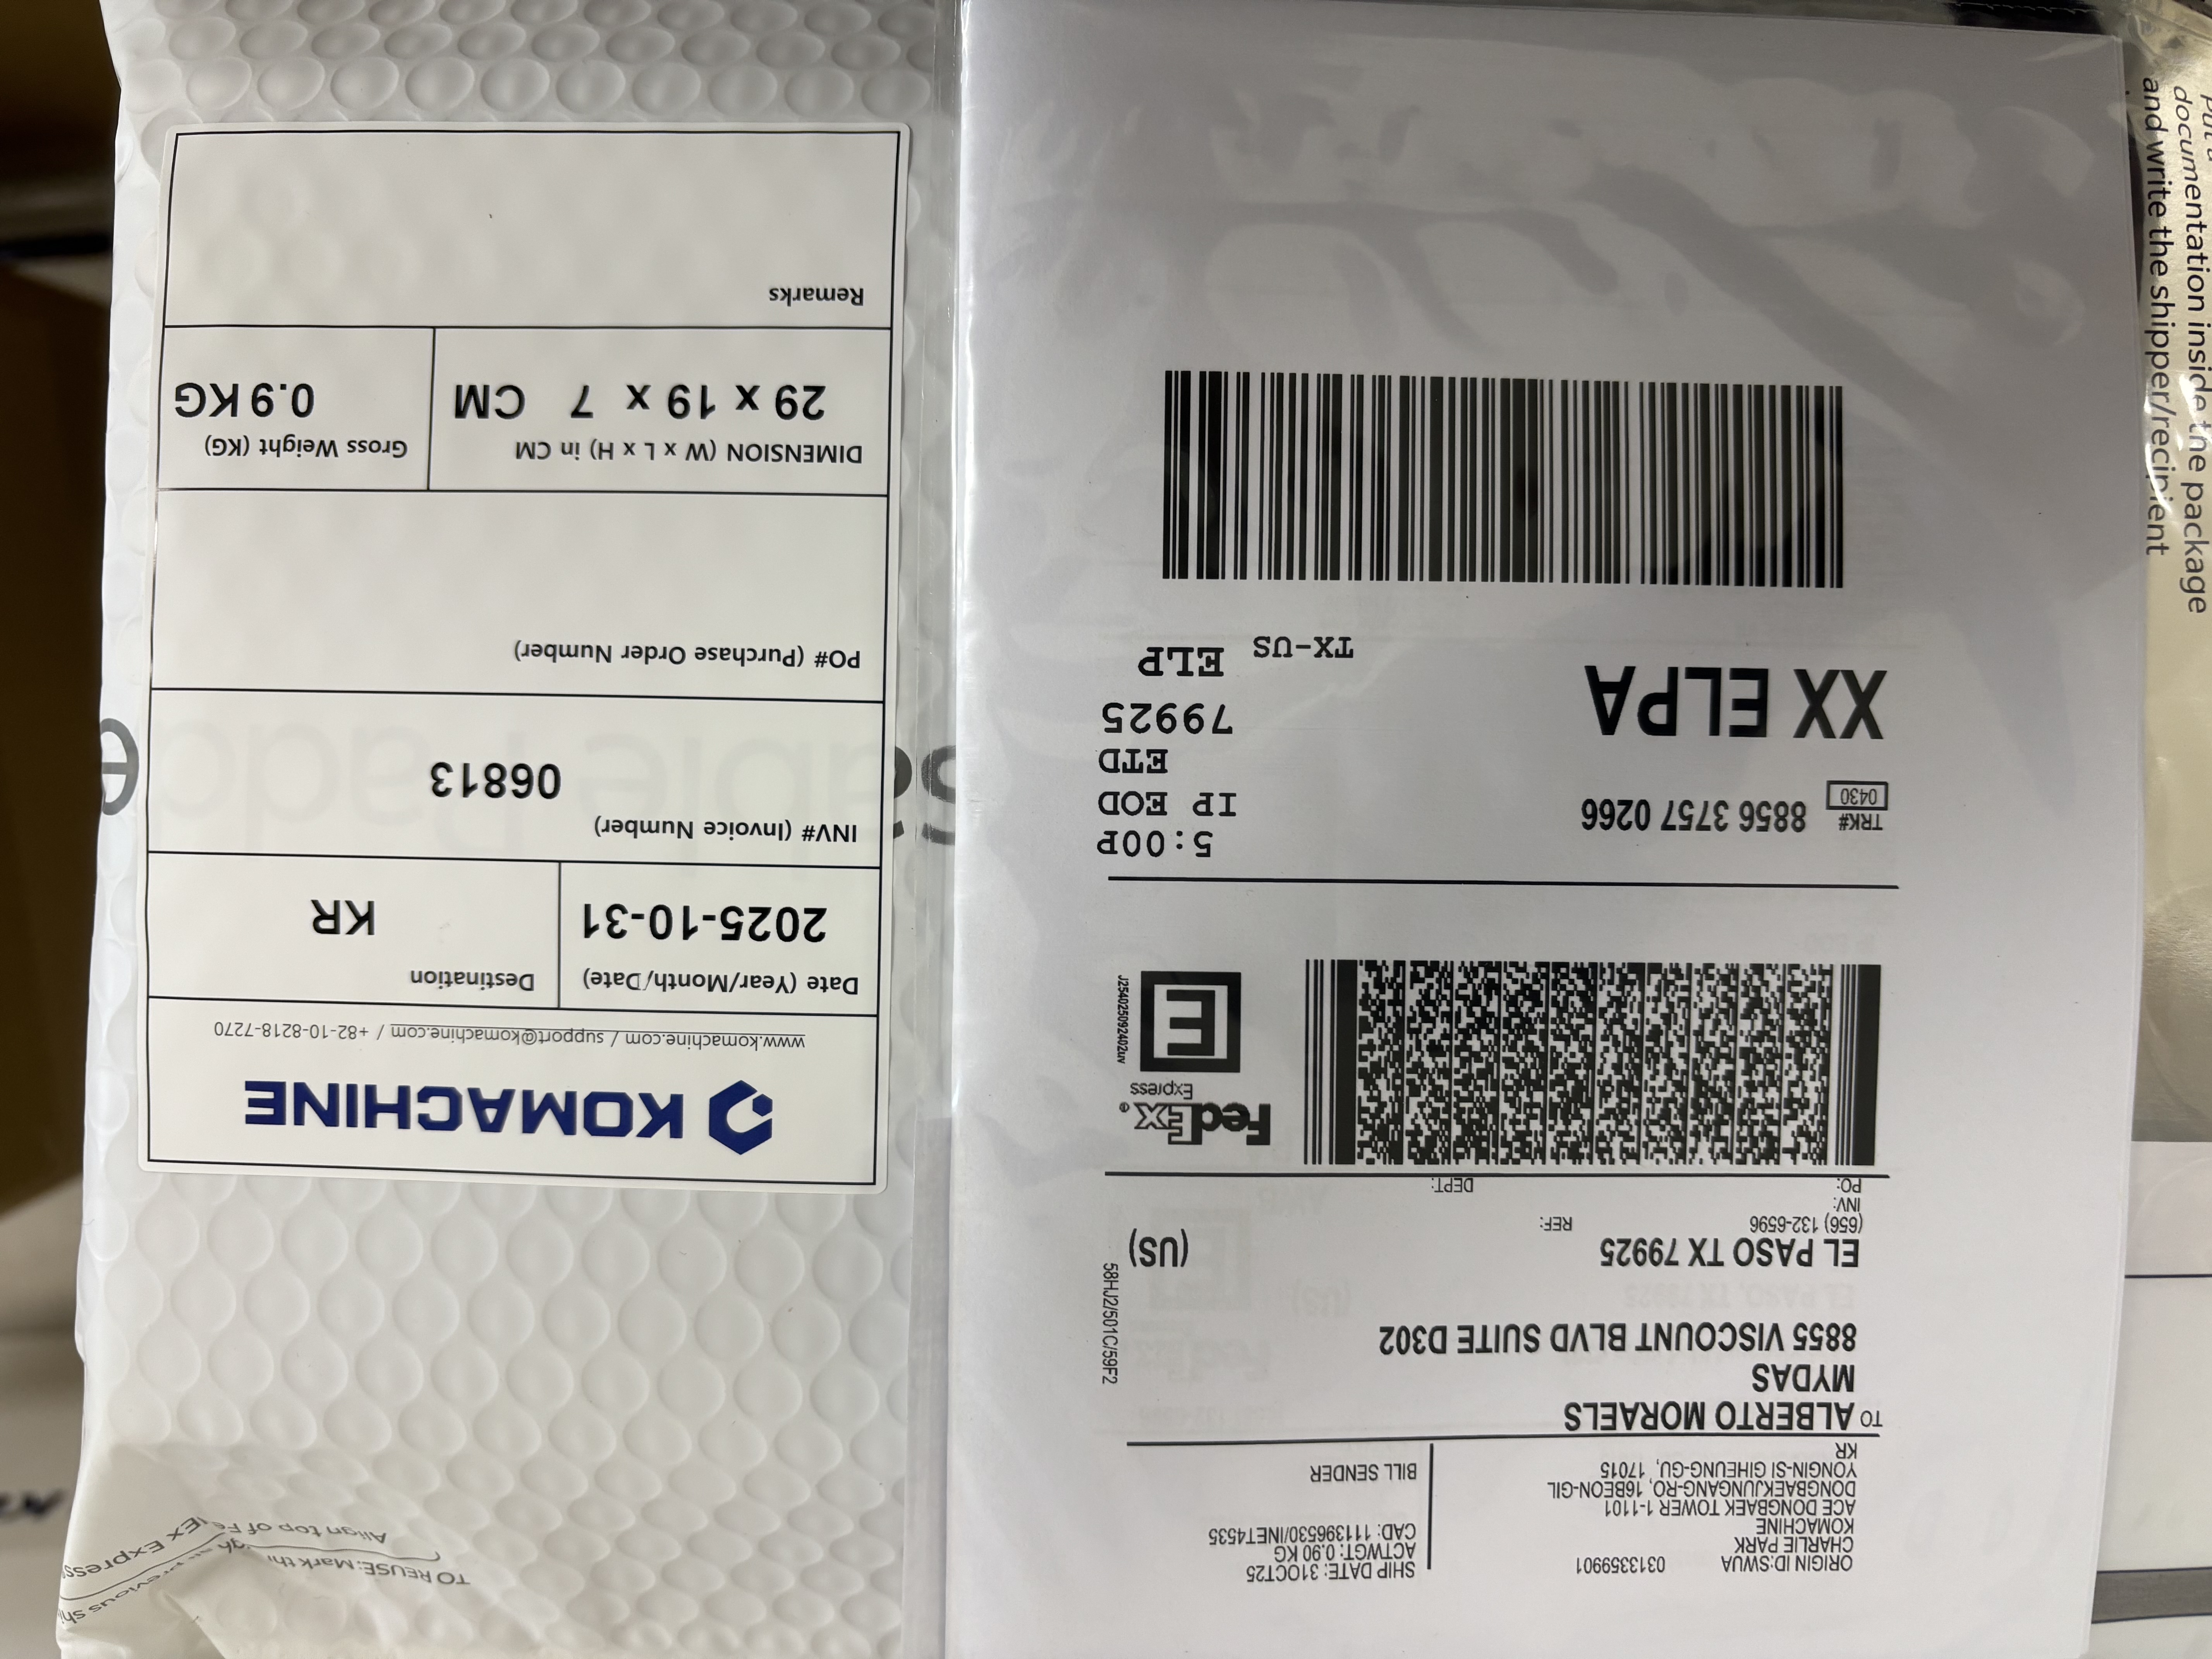 KOMACHINE
www.komachine.com / support@komachine.com / +82-10-8218-7270
Date (Year/Month/Date)
2025-10-31
Destination
KR
INV# (Invoice Number)
06813
PO# (Purchase Order Number)
DIMENSION (W x L x H) in CM
29 x 19 x 7 CM
Gross Weight (KG)
0.9 KG
Remarks
ORIGIN ID:SWUA 0313359901
CHARLIE PARK
KOMACHINE
ACE DONGBAEK TOWER 1-1101
DONGBAEKJUNGANG-RO, 16BEON-GIL
YONGIN-SI GIHEUNG-GU, 17015
KR
SHIP DATE: 31OCT25
ACTWGT: 0.90 KG
CAD: 111396530/INET4535
BILL SENDER
TO ALBERTO MORAELS
MYDAS
8855 VISCOUNT BLVD SUITE D302
EL PASO TX 79925
(US)
(656) 132-6596 REF:
INV:
PO: DEPT:
58HJ2/501C/59F2
FedEx
Express
E
J254025092402uv
TRK# 8856 3757 0266
0430
5:00P
IP EOD
ETD
79925
XX ELPA
TX-US
ELP
documentation inside the package
and write the shipper/recipient
TO REUSE: Mark
Align top of
Ex Express